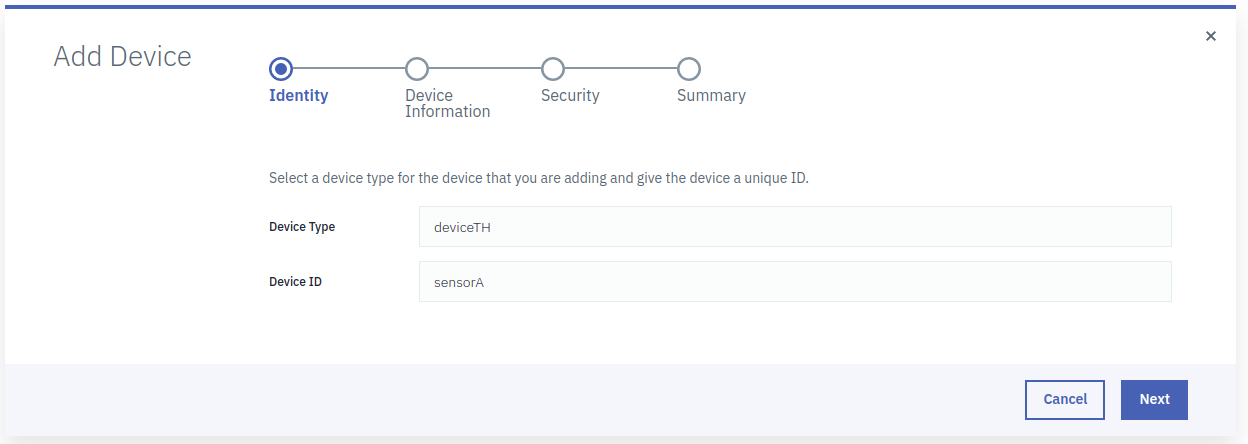 Add Device
Identity
Device
Information
Security
Summary
Select a device type for the device that you are adding and give the device a unique ID.
Device Type
deviceTH
Device ID
sensorA
Cancel
Next